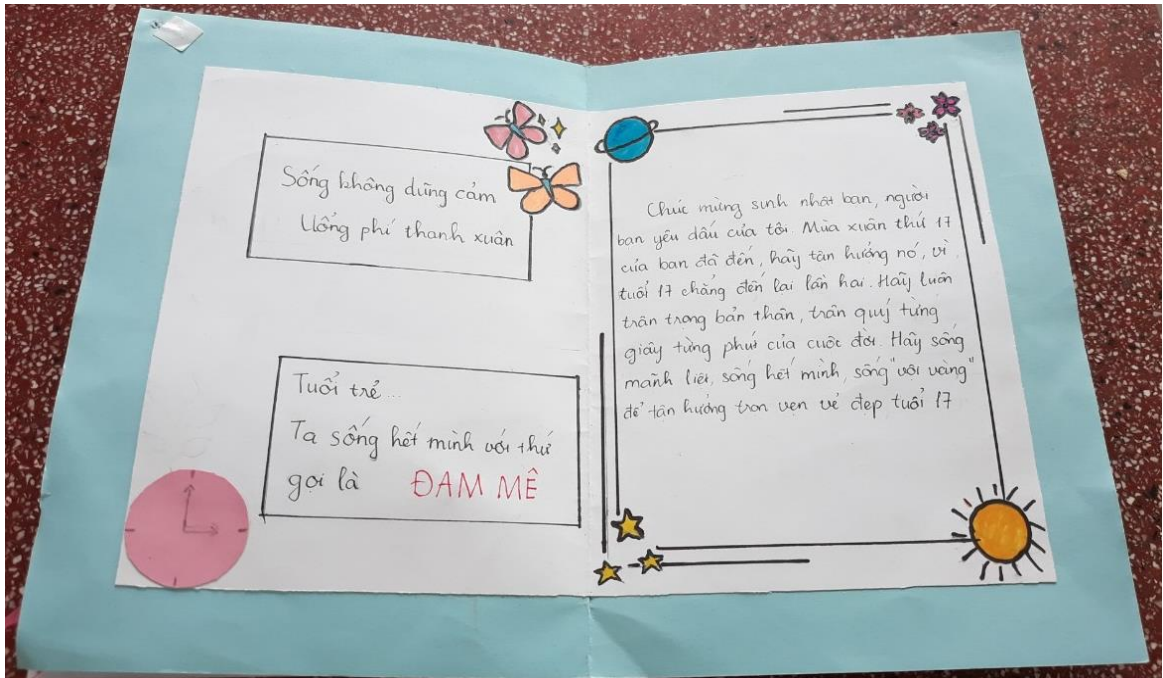 Sống không dũng cảm
Uổng phí thanh xuân
Tuổi trẻ...
Ta sống hết mình với thứ
gọi là ĐAM MÊ
Chúc mừng sinh nhật bạn, người
bạn yêu dấu của tôi. Mùa xuân thứ 17
của bạn đã đến, hãy tận hưởng nó, vì
tuổi 17 chẳng đến lại lần hai. Hãy luôn
trân trọng bản thân, trân quý từng
giây từng phút của cuộc đời. Hãy sống
mãnh liệt, sống hết mình, sống "vội vàng"
để tận hưởng trọn vẹn vẻ đẹp tuổi 17